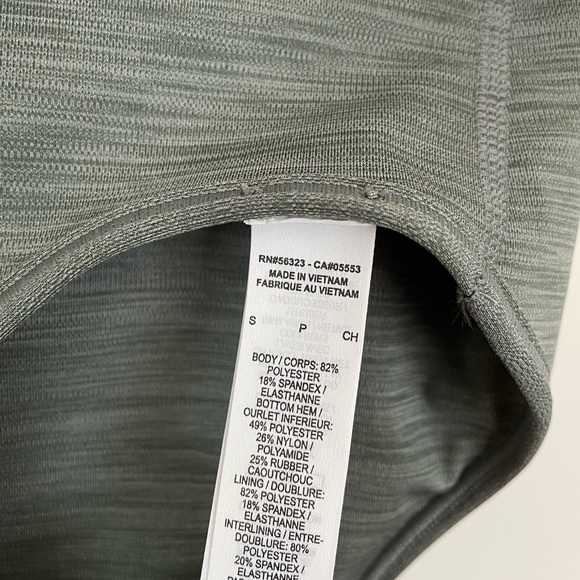 RN#56323 - CA#05553
MADE IN VIETNAM
FABRIQUE AU VIETNAM
S P CH
BODY / CORPS: 82%
POLYESTER
18% SPANDEX /
ELASTHANNE
BOTTOM HEM /
OURLET INFERIEUR:
49% POLYESTER
26% NYLON /
POLYAMIDE
25% RUBBER /
CAOUTCHOUC
LINING / DOUBLURE:
82% POLYESTER
18% SPANDEX /
ELASTHANNE
INTERLINING / ENTRE-
DOUBLURE: 80%
POLYESTER
20% SPANDEX /
ELASTHANNE